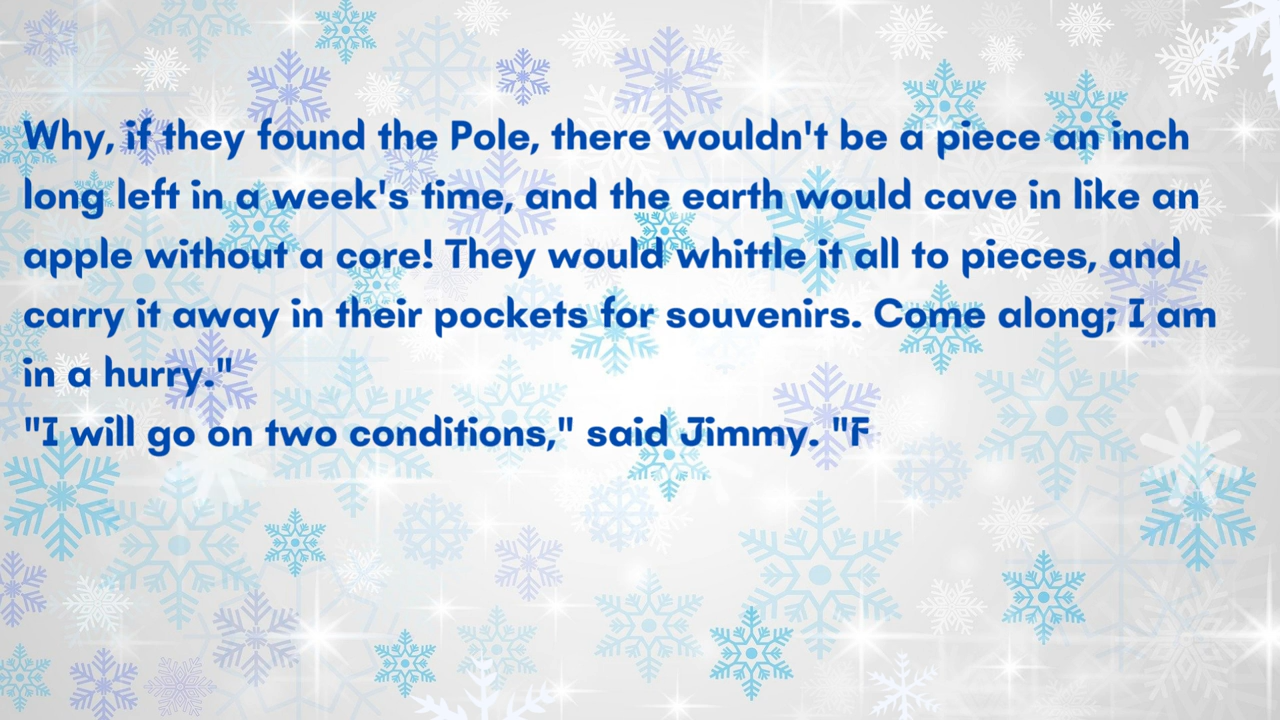 Why, if they found the Pole, there wouldn't be a piece an inch
long left in a week's time, and the earth would cave in like an
apple without a core! They would whittle it all to pieces, and
carry it away in their pockets for souvenirs. Come along; I am
in a hurry."
"I will go on two conditions," said Jimmy. "F